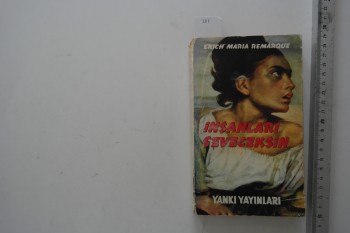 ERICH MARIA REMARQUE
İNSANLARI
SEVECEKSİN
YANKI YAYINLARI